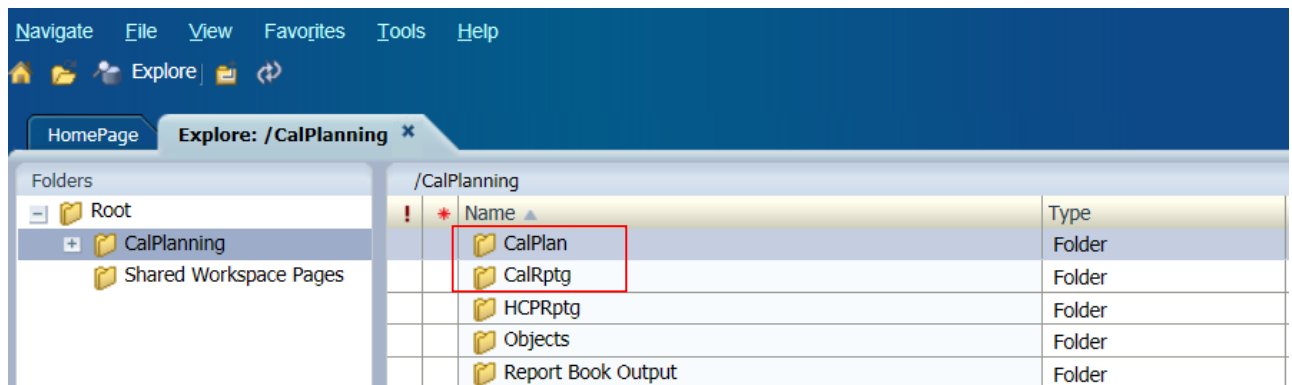 Navigate File View Favorites Tools Help
Explore
HomePage Explore: /CalPlanning ×
Folders /CalPlanning
Root ! * Name Type
CalPlanning CalPlan Folder
Shared Workspace Pages CalRptg Folder
HCPRptg Folder
Objects Folder
Report Book Output Folder